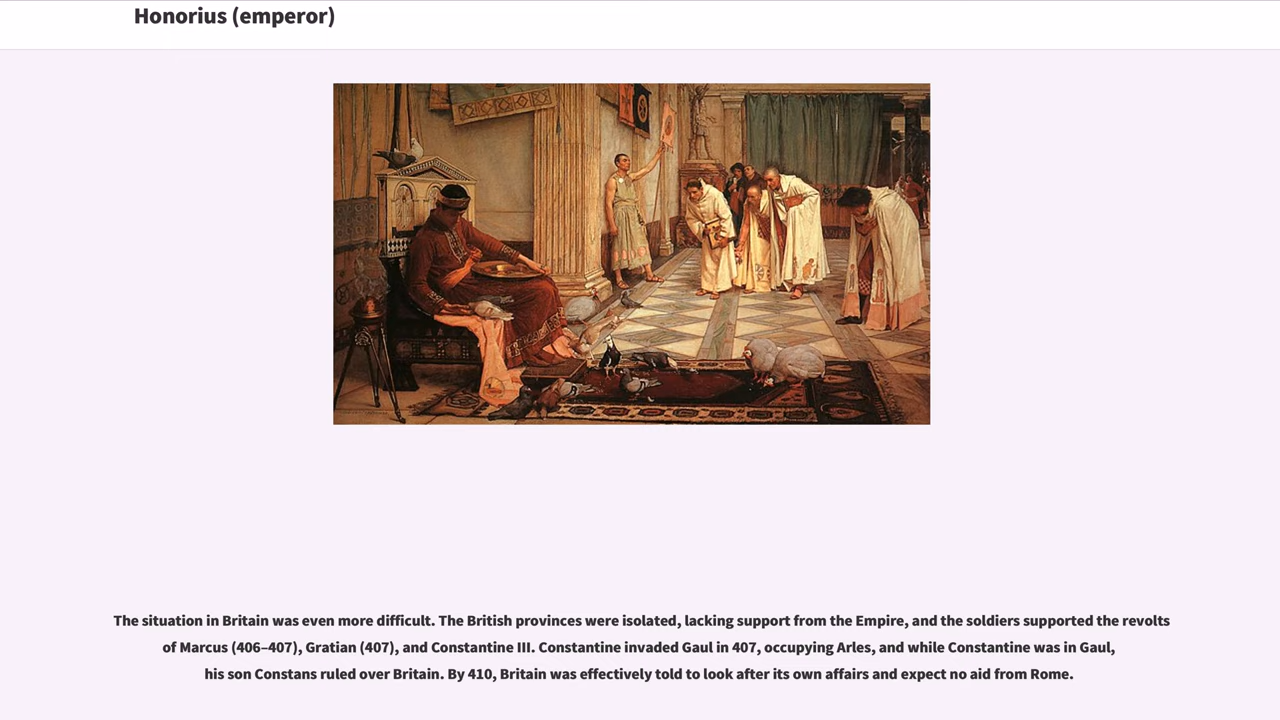 Honorius (emperor)
The situation in Britain was even more difficult. The British provinces were isolated, lacking support from the Empire, and the soldiers supported the revolts
of Marcus (406–407), Gratian (407), and Constantine III. Constantine invaded Gaul in 407, occupying Arles, and while Constantine was in Gaul,
his son Constans ruled over Britain. By 410, Britain was effectively told to look after its own affairs and expect no aid from Rome.